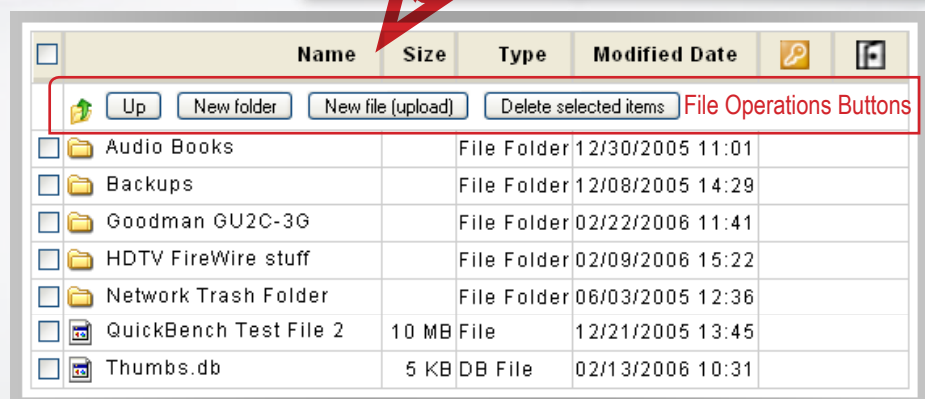 Name Size Type Modified Date
Up New folder New file (upload) Delete selected items File Operations Buttons
Audio Books File Folder 12/30/2005 11:01
Backups File Folder 12/08/2005 14:29
Goodman GU2C-3G File Folder 02/22/2006 11:41
HDTV FireWire stuff File Folder 02/09/2006 15:22
Network Trash Folder File Folder 06/03/2005 12:36
QuickBench Test File 2 10 MB File 12/21/2005 13:45
Thumbs.db 5 KB DB File 02/13/2006 10:31